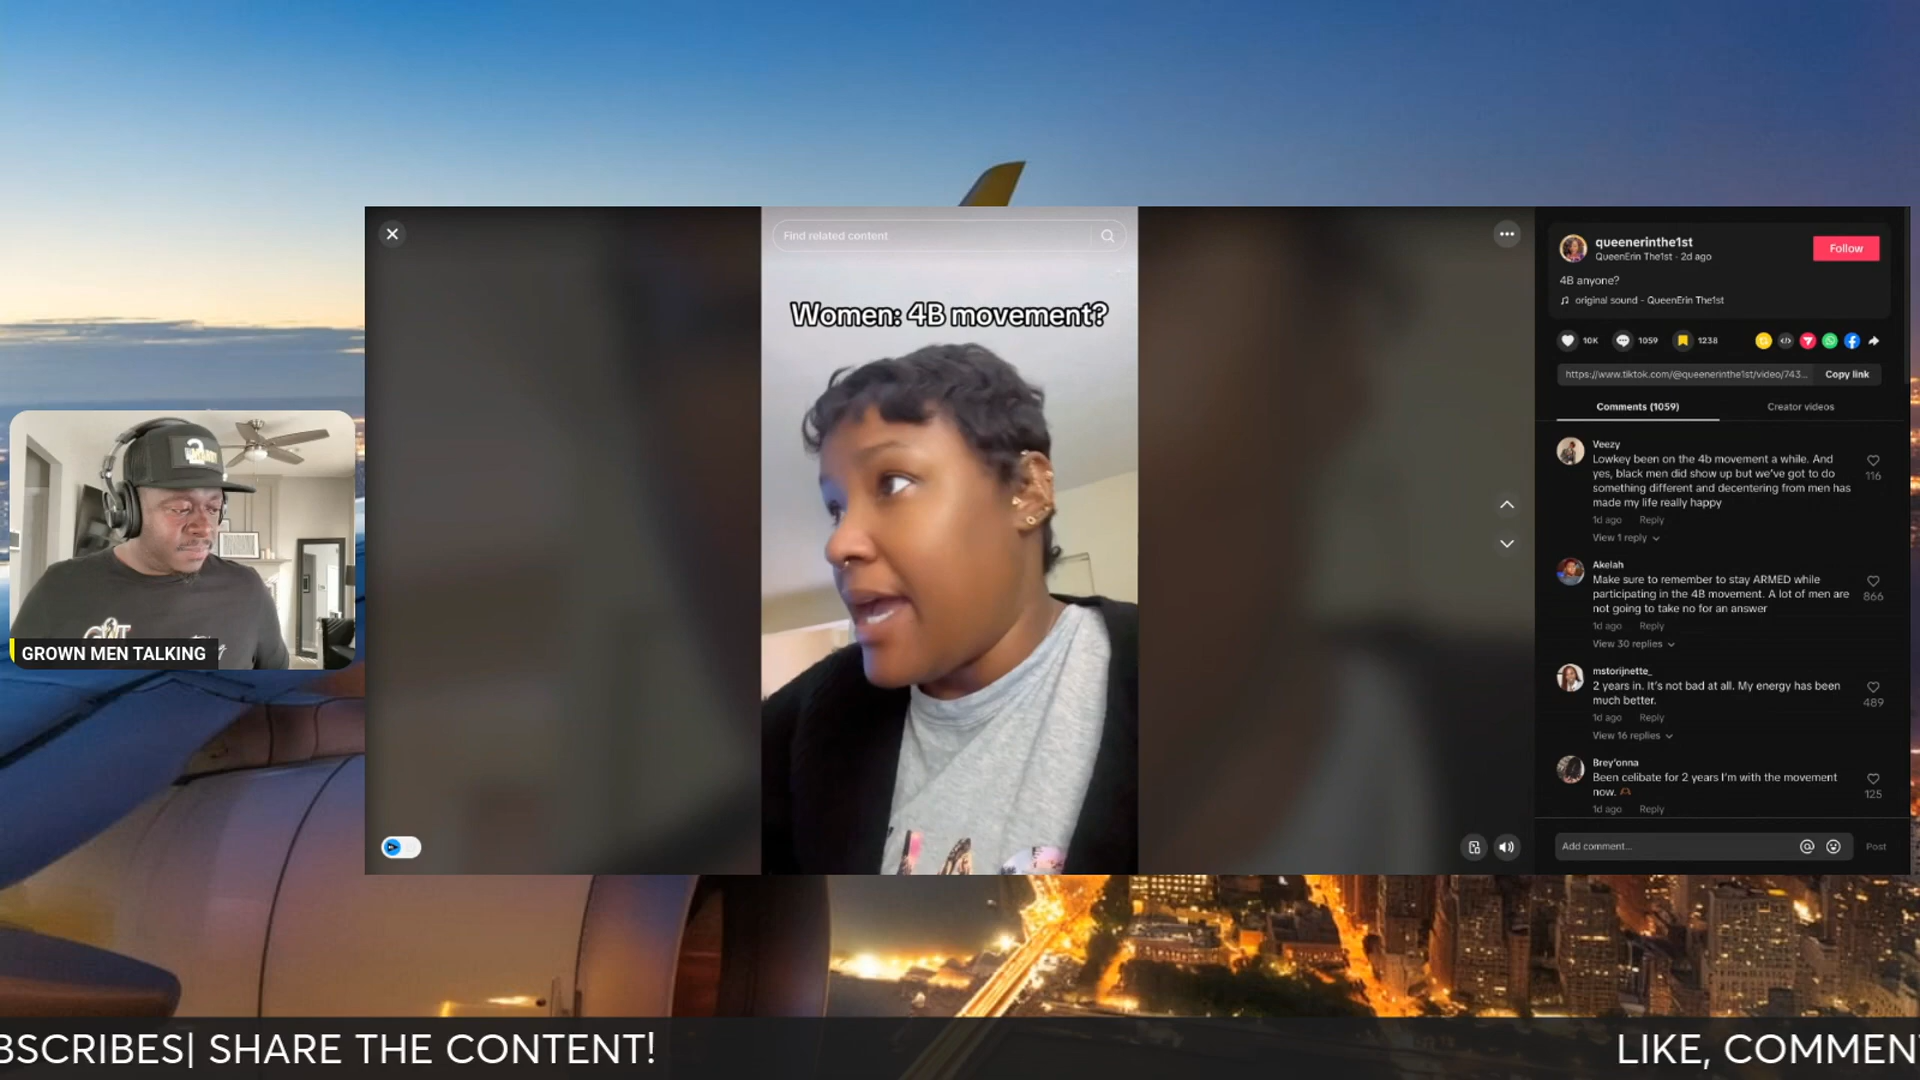 Find related content
Women: 4B movement?
GROWN MEN TALKING
queenerinthe1st
QueenErin The1st · 2d ago
Follow
4B anyone?
original sound - QueenErin The1st
10K
1059
1238
https://www.tiktok.com/@queenerinthe1st/video/743...
Copy link
Comments (1059)
Creator videos
Veezy
Lowkey been on the 4b movement a while. And
yes, black men did show up but we've got to do
something different and decentering from men has
made my life really happy
116
1d ago Reply
View 1 reply
Akelah
Make sure to remember to stay ARMED while
participating in the 4B movement. A lot of men are
not going to take no for an answer
866
1d ago Reply
View 30 replies
mstorijnette_
2 years in. It's not bad at all. My energy has been
much better.
489
1d ago Reply
View 16 replies
Brey'onna
Been celibate for 2 years I'm with the movement
now.
125
1d ago Reply
Add comment...
Post
BSCRIBES| SHARE THE CONTENT!
LIKE, COMMEN